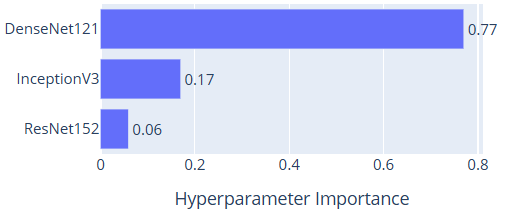 DenseNet121 0.77
InceptionV3 0.17
ResNet152 0.06
0 0.2 0.4 0.6 0.8
Hyperparameter Importance